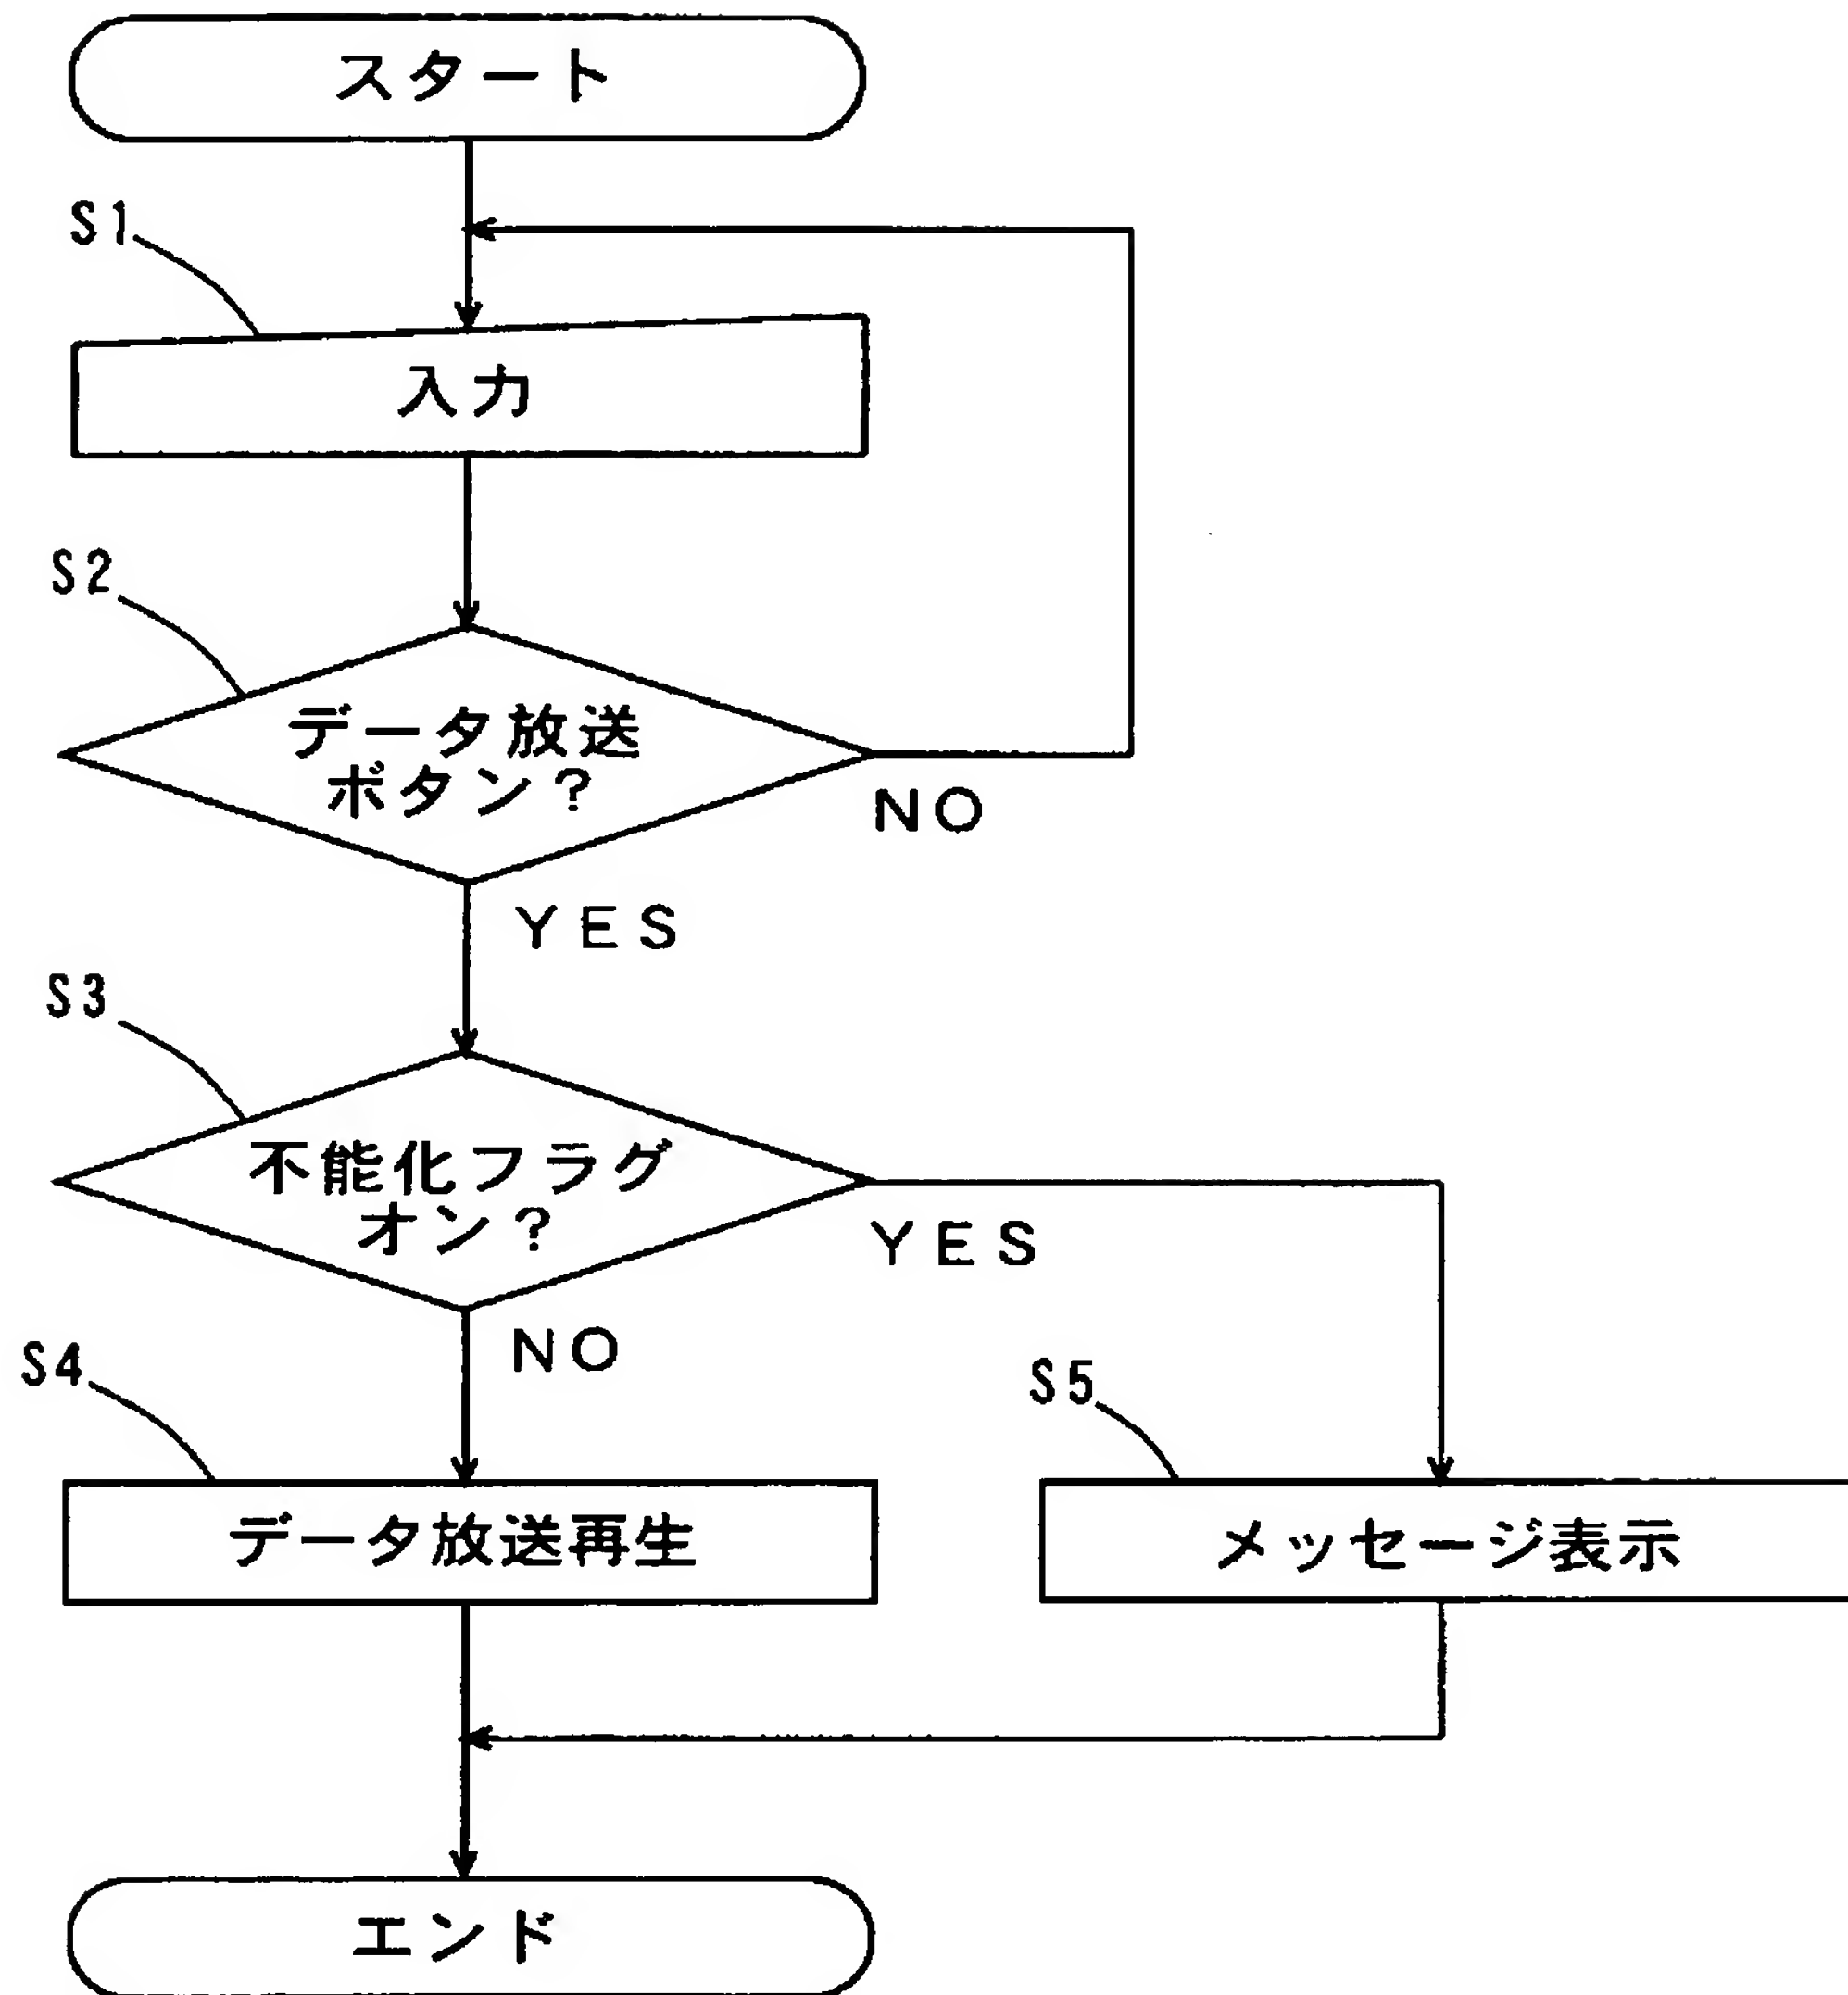 スタート
S1
入力
S2
データ放送
ボタン？
NO
YES
S3
不能化フラグ
オン？
YES
NO
S4
S5
データ放送再生
メッセージ表示
エンド